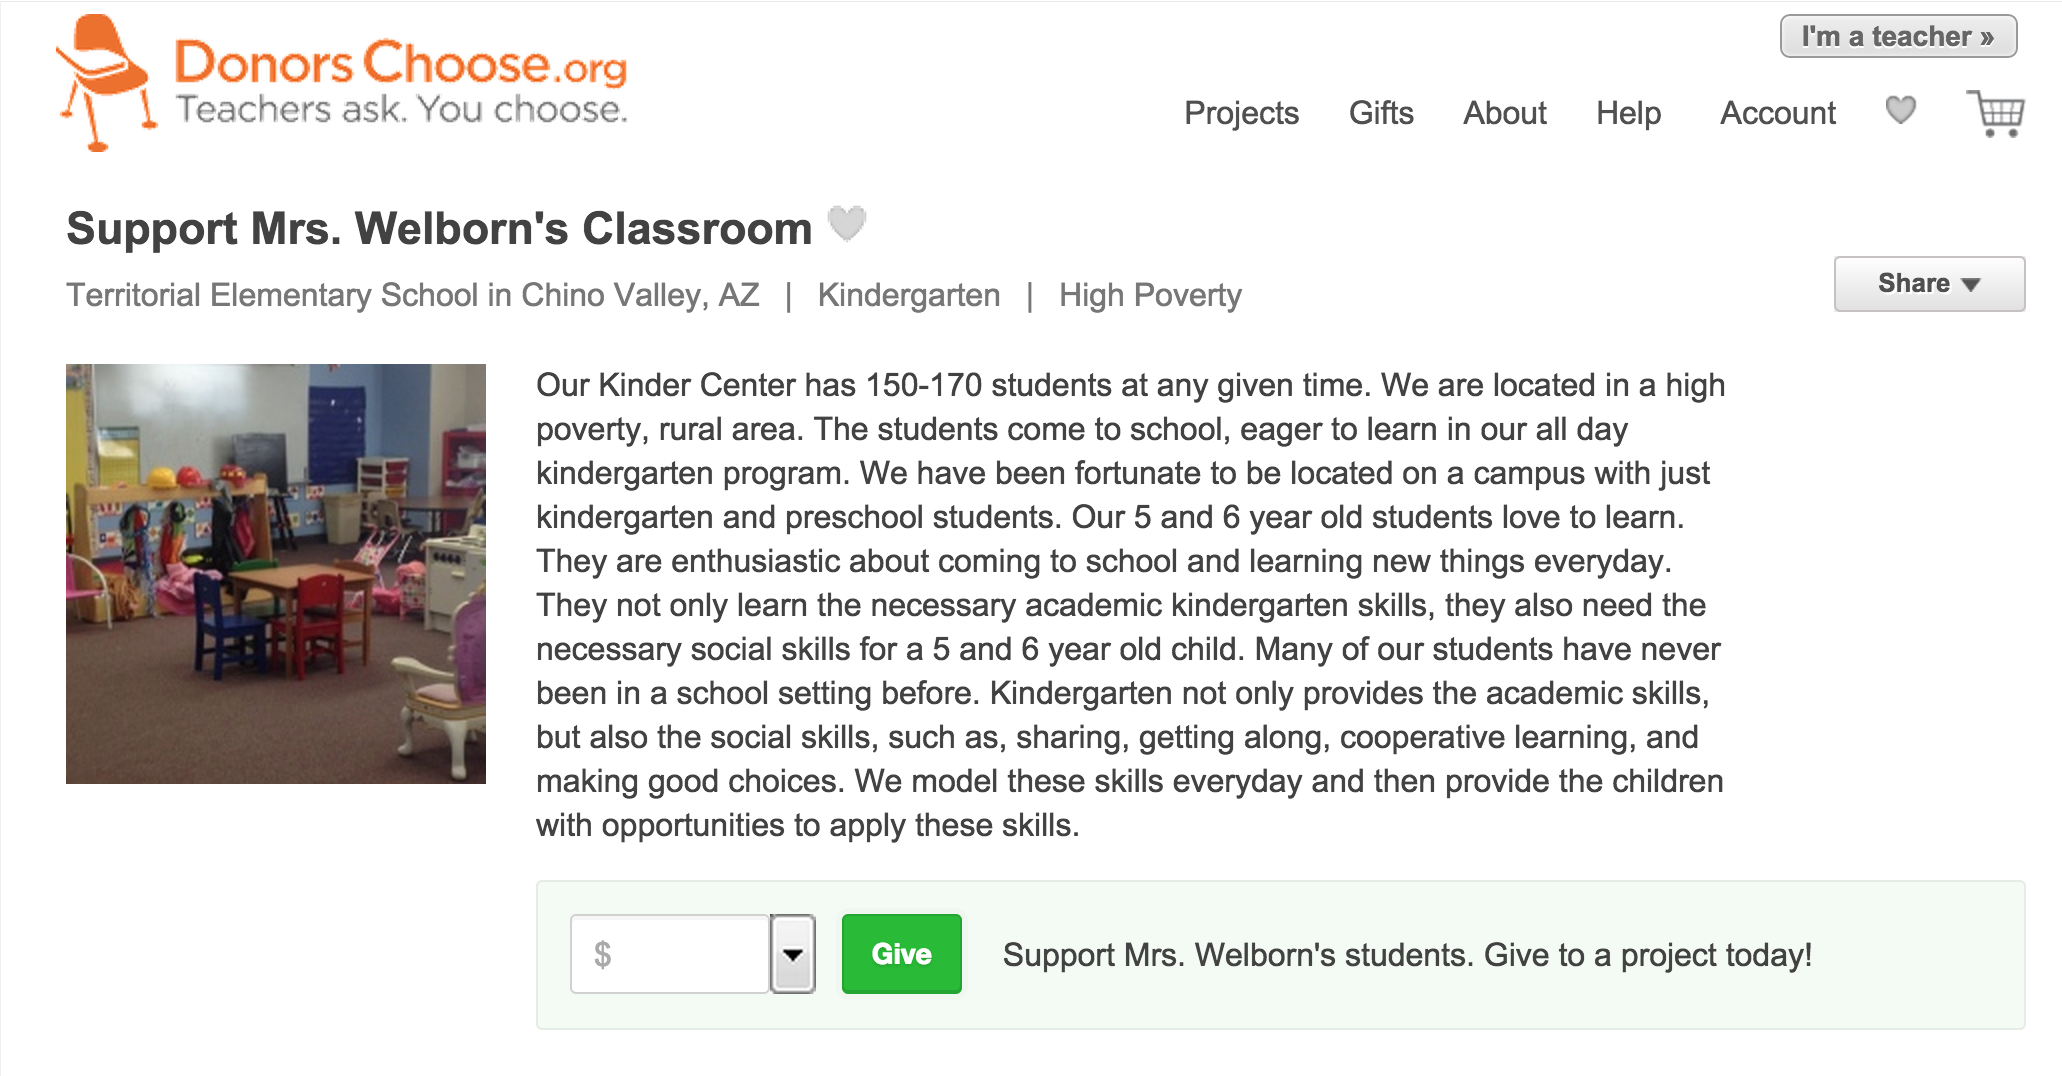 I'm a teacher »
DonorsChoose.org
Teachers ask. You choose.
Projects Gifts About Help Account
Support Mrs. Welborn's Classroom
Territorial Elementary School in Chino Valley, AZ | Kindergarten | High Poverty
Share
Our Kinder Center has 150-170 students at any given time. We are located in a high
poverty, rural area. The students come to school, eager to learn in our all day
kindergarten program. We have been fortunate to be located on a campus with just
kindergarten and preschool students. Our 5 and 6 year old students love to learn.
They are enthusiastic about coming to school and learning new things everyday.
They not only learn the necessary academic kindergarten skills, they also need the
necessary social skills for a 5 and 6 year old child. Many of our students have never
been in a school setting before. Kindergarten not only provides the academic skills,
but also the social skills, such as, sharing, getting along, cooperative learning, and
making good choices. We model these skills everyday and then provide the children
with opportunities to apply these skills.
$ Give Support Mrs. Welborn's students. Give to a project today!